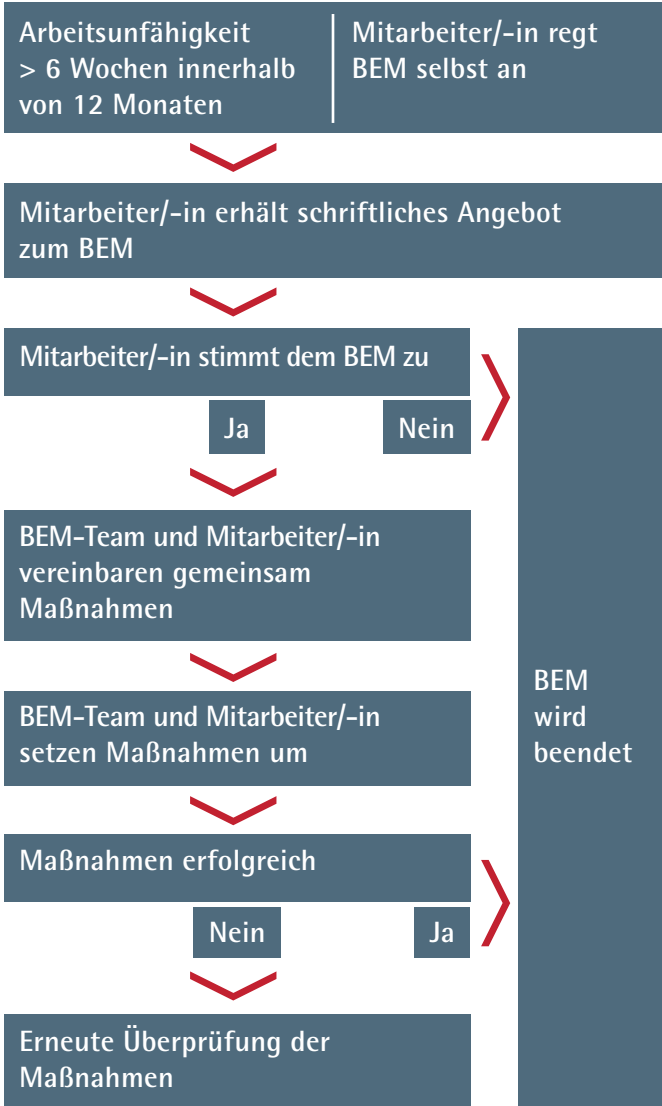 Arbeitsunfähigkeit
> 6 Wochen innerhalb
von 12 Monaten
Mitarbeiter/-in regt
BEM selbst an
Mitarbeiter/-in erhält schriftliches Angebot
zum BEM
Mitarbeiter/-in stimmt dem BEM zu
Ja
Nein
BEM-Team und Mitarbeiter/-in
vereinbaren gemeinsam
Maßnahmen
BEM-Team und Mitarbeiter/-in
setzen Maßnahmen um
Maßnahmen erfolgreich
Nein
Ja
Erneute Überprüfung der
Maßnahmen
BEM
wird
beendet